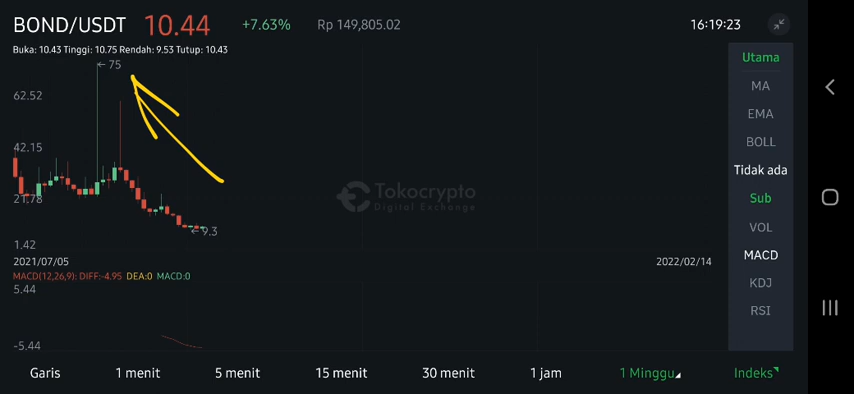 BOND/USDT 10.44 +7.63% Rp 149,805.02 16:19:23
Buka: 10.43 Tinggi: 10.75 Rendah: 9.53 Tutup: 10.43
Utama
75
MA
62.52
EMA
42.15
BOLL
Tidak ada
21.78
Tokocrypto
Digital Exchange
Sub
9.3
VOL
1.42
MACD
2021/07/05 2022/02/14
MACD(12,26,9): DIFF:-4.95 DEA:0 MACD:0
KDJ
5.44
RSI
-5.44
Garis 1 menit 5 menit 15 menit 30 menit 1 jam 1 Minggu Indeks